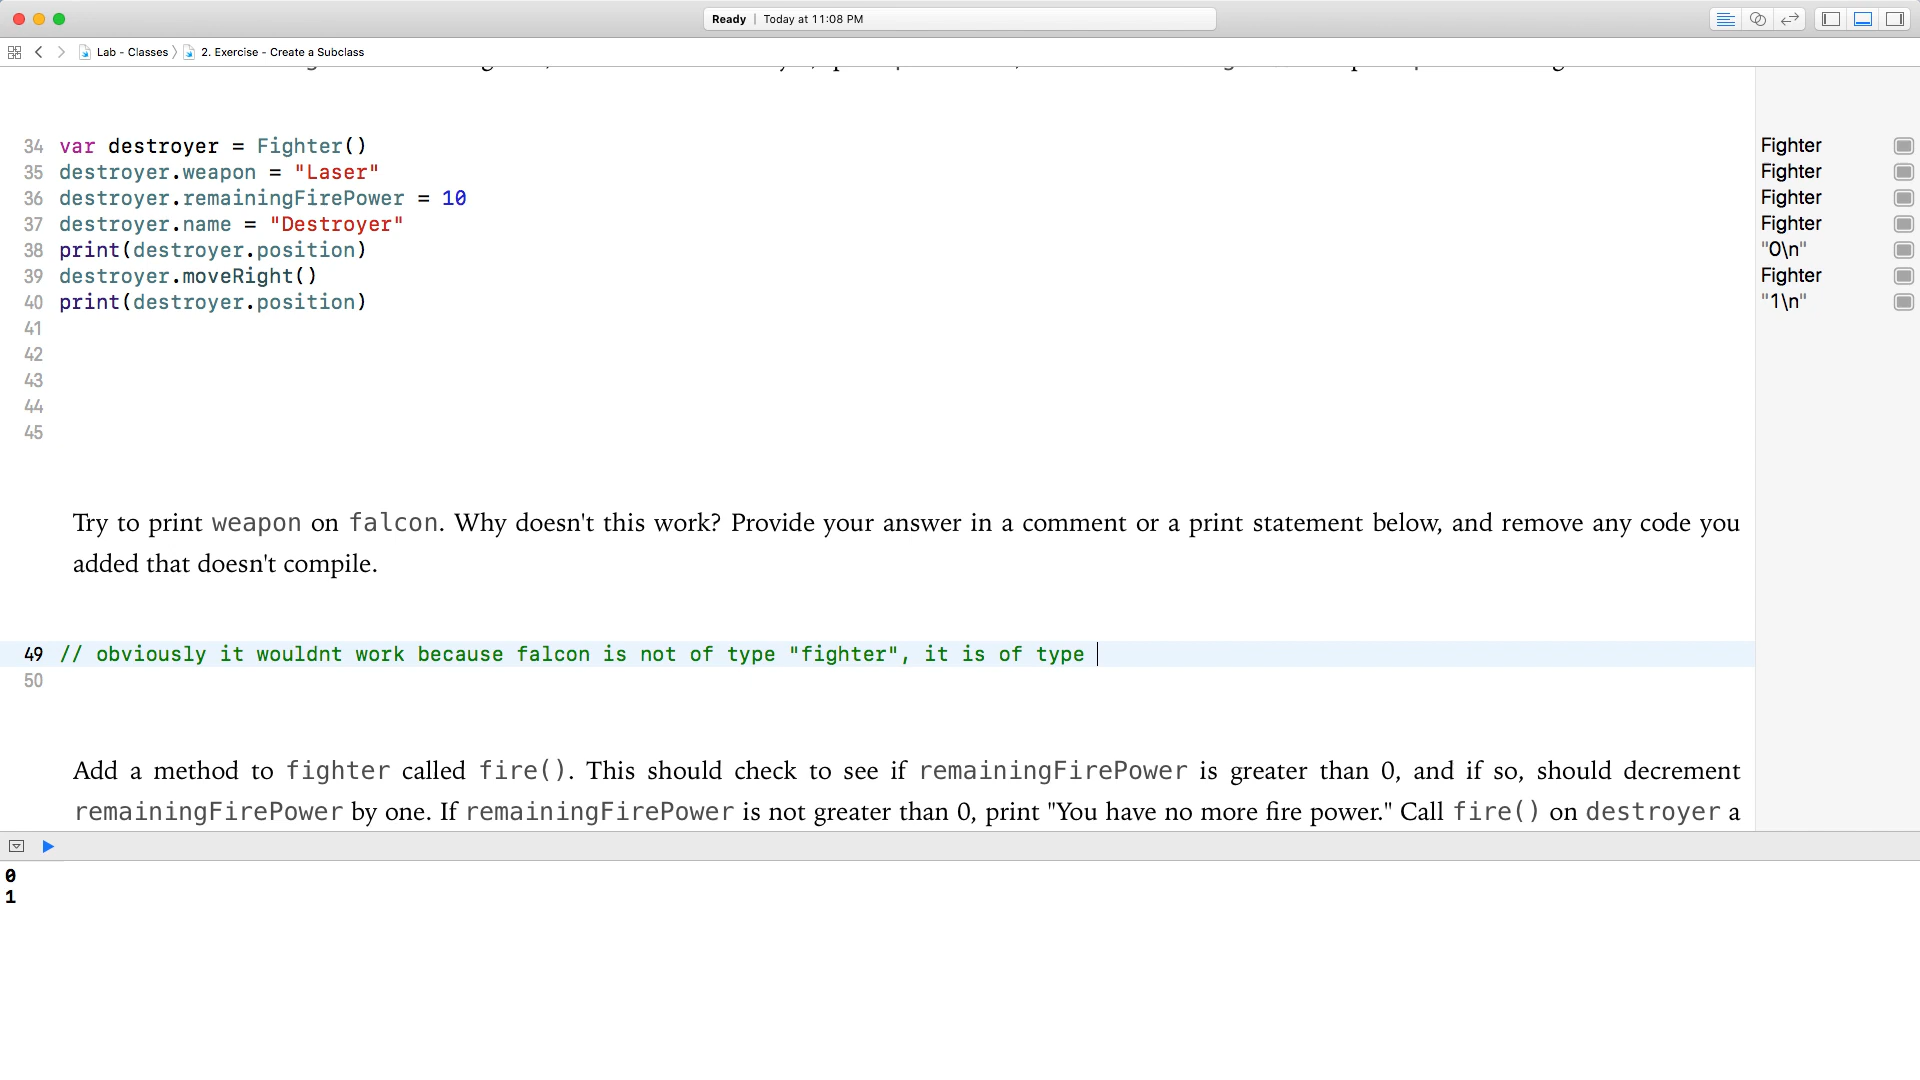 Ready | Today at 11:08 PM
Lab - Classes 2. Exercise - Create a Subclass
34 var destroyer = Fighter() Fighter
35 destroyer.weapon = "Laser" Fighter
36 destroyer.remainingFirePower = 10 Fighter
37 destroyer.name = "Destroyer" Fighter
38 print(destroyer.position) "0\n"
39 destroyer.moveRight() Fighter
40 print(destroyer.position) "1\n"
41
42
43
44
45
Try to print weapon on falcon. Why doesn't this work? Provide your answer in a comment or a print statement below, and remove any code you
added that doesn't compile.
49 // obviously it wouldnt work because falcon is not of type "fighter", it is of type
50
Add a method to fighter called fire(). This should check to see if remainingFirePower is greater than 0, and if so, should decrement
remainingFirePower by one. If remainingFirePower is not greater than 0, print "You have no more fire power." Call fire() on destroyer a
0
1